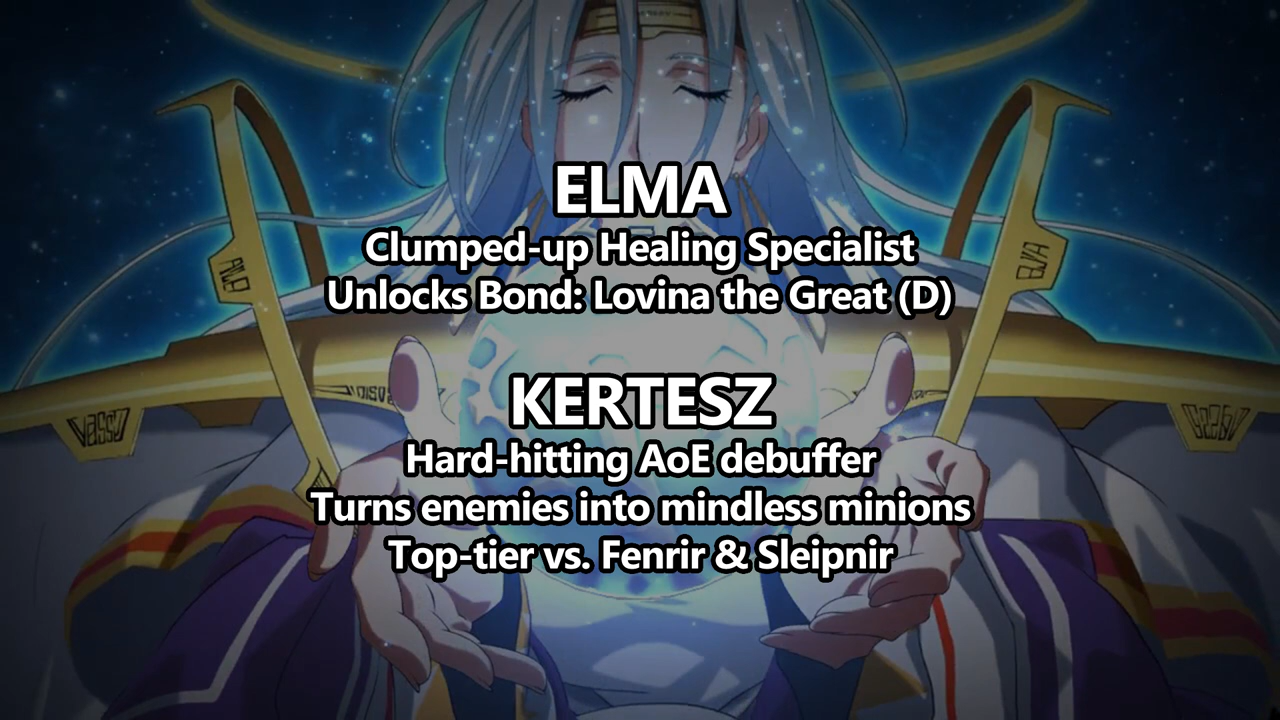 ELMA
Clumped-up Healing Specialist
Unlocks Bond: Lovina the Great (D)
KERTESZ
Hard-hitting AoE debuffer
Turns enemies into mindless minions
Top-tier vs. Fenrir & Sleipnir